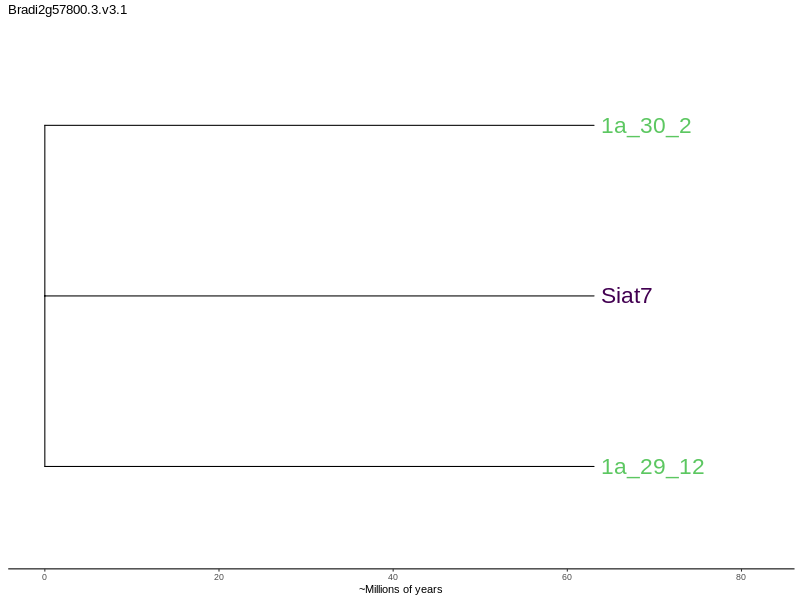 Bradi2g57800.3.v3.1
1a_30_2
Siat7
1a_29_12
0 20 40 60 80
~Millions of years